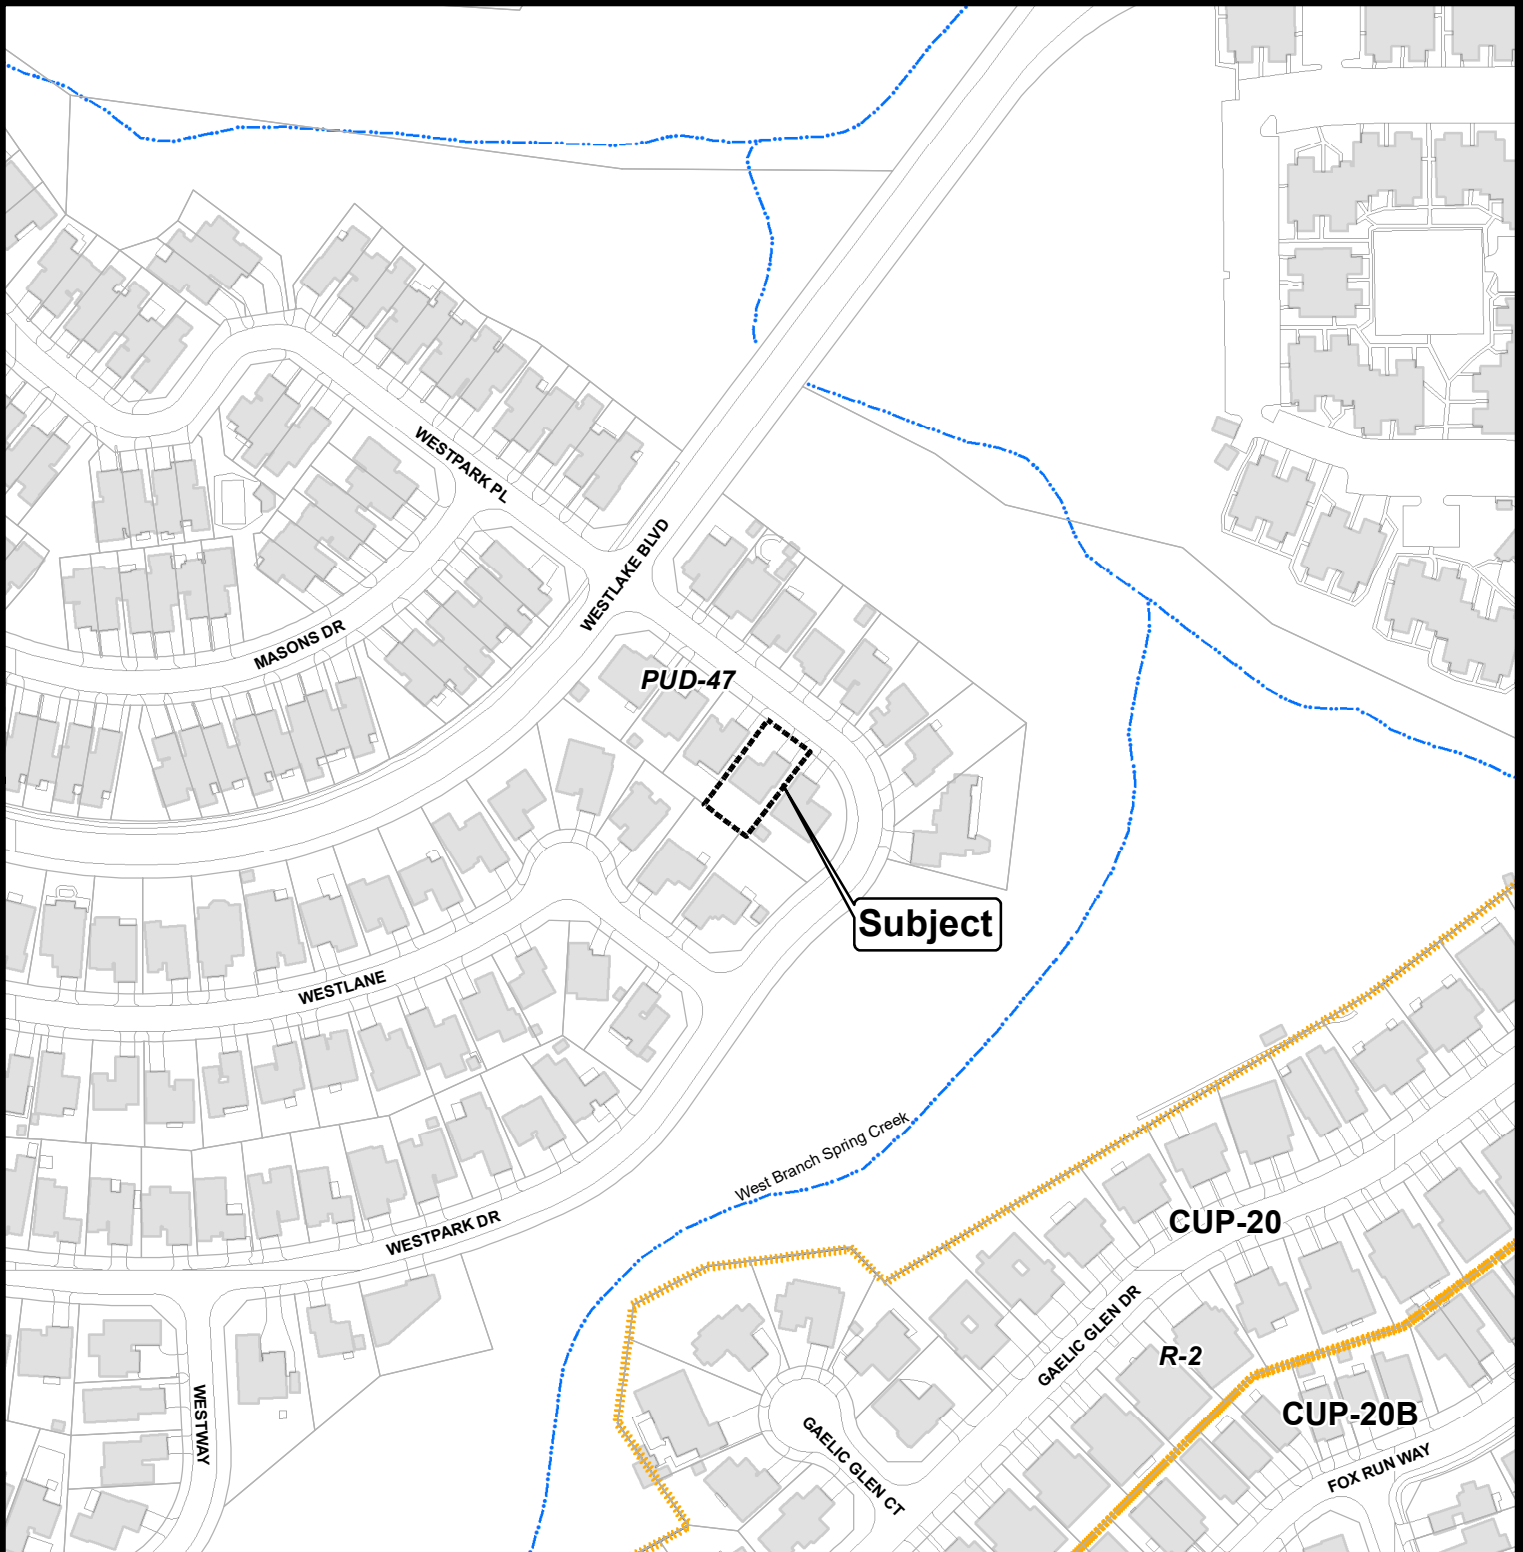 WESTPARK PL
WESTLAKE BLVD
MASONS DR
PUD-47
Subject
WESTLANE
West Branch Spring Creek
WESTPARK DR
CUP-20
GAELIC GLEN DR
R-2
WESTWAY
CUP-20B
GAELIC GLEN CT
FOX RUN WAY